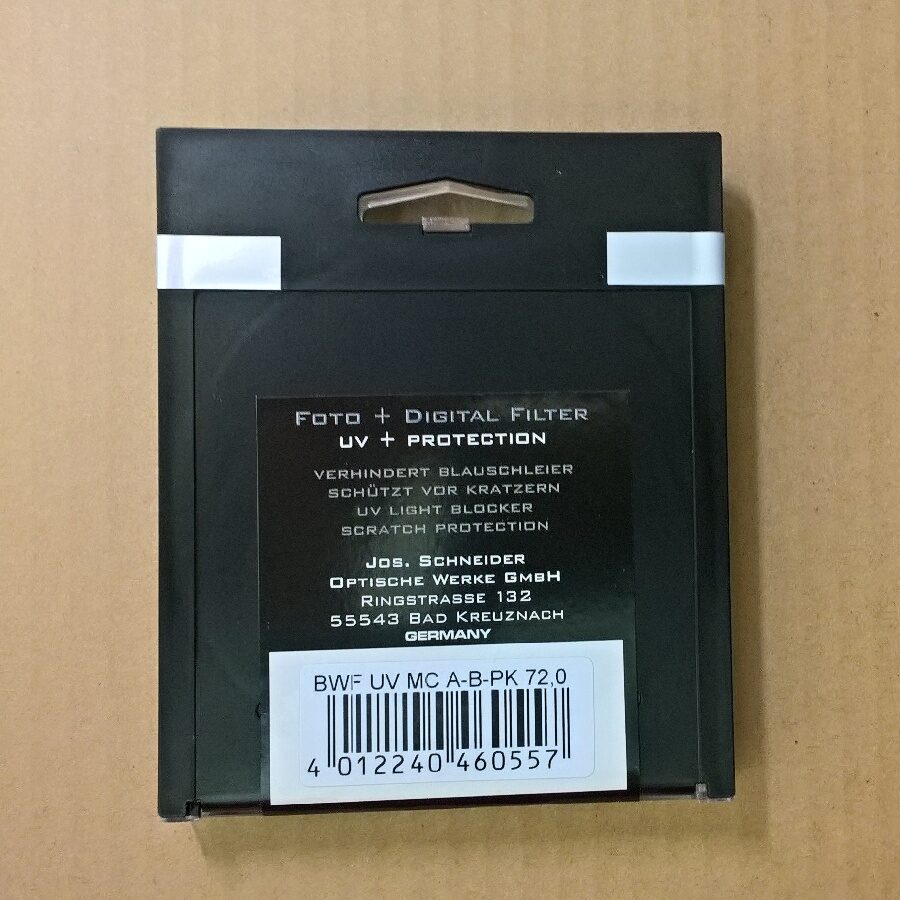 FOTO + DIGITAL FILTER
UV + PROTECTION
VERHINDERT BLAUSCHLEIER
SCHÜTZT VOR KRATZERN
UV LIGHT BLOCKER
SCRATCH PROTECTION
JOS. SCHNEIDER
OPTISCHE WERKE GMBH
RINGSTRASSE 132
55543 BAD KREUZNACH
GERMANY
BWF UV MC A-B-PK 72,0
4 012240 460557